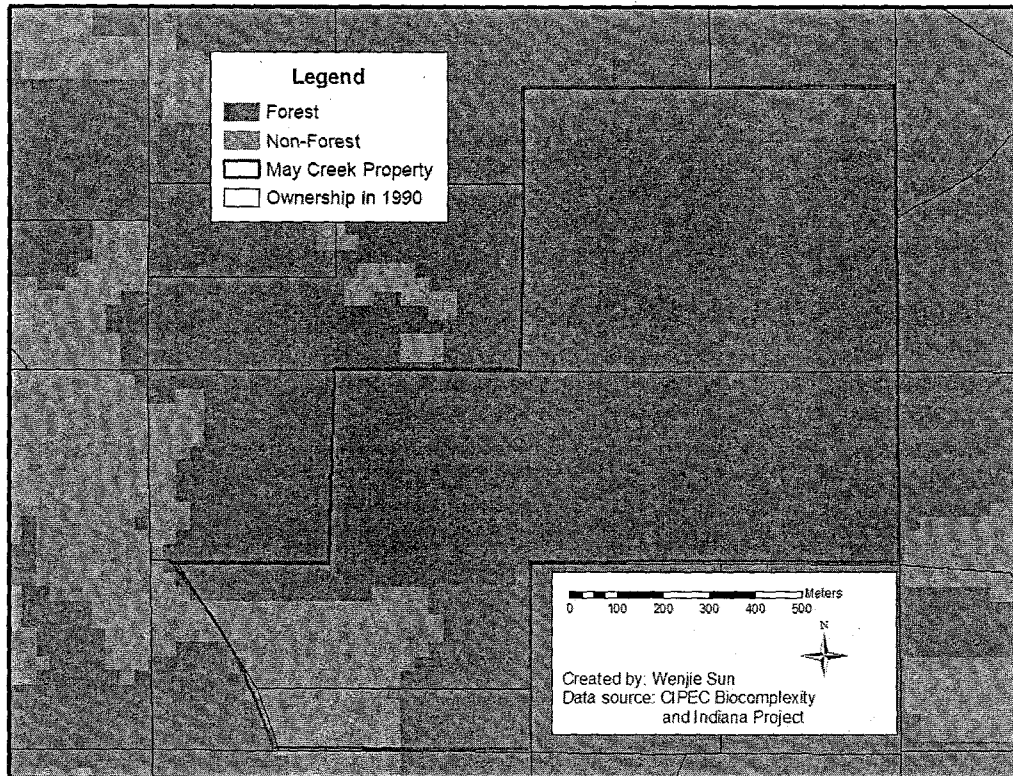 Legend
Forest
Non-Forest
May Creek Property
Ownership in 1990
Meters
0 100 200 300 400 500
N
Created by: Wenjie Sun
Data source: CIPEC Biocomplexity
and Indiana Project